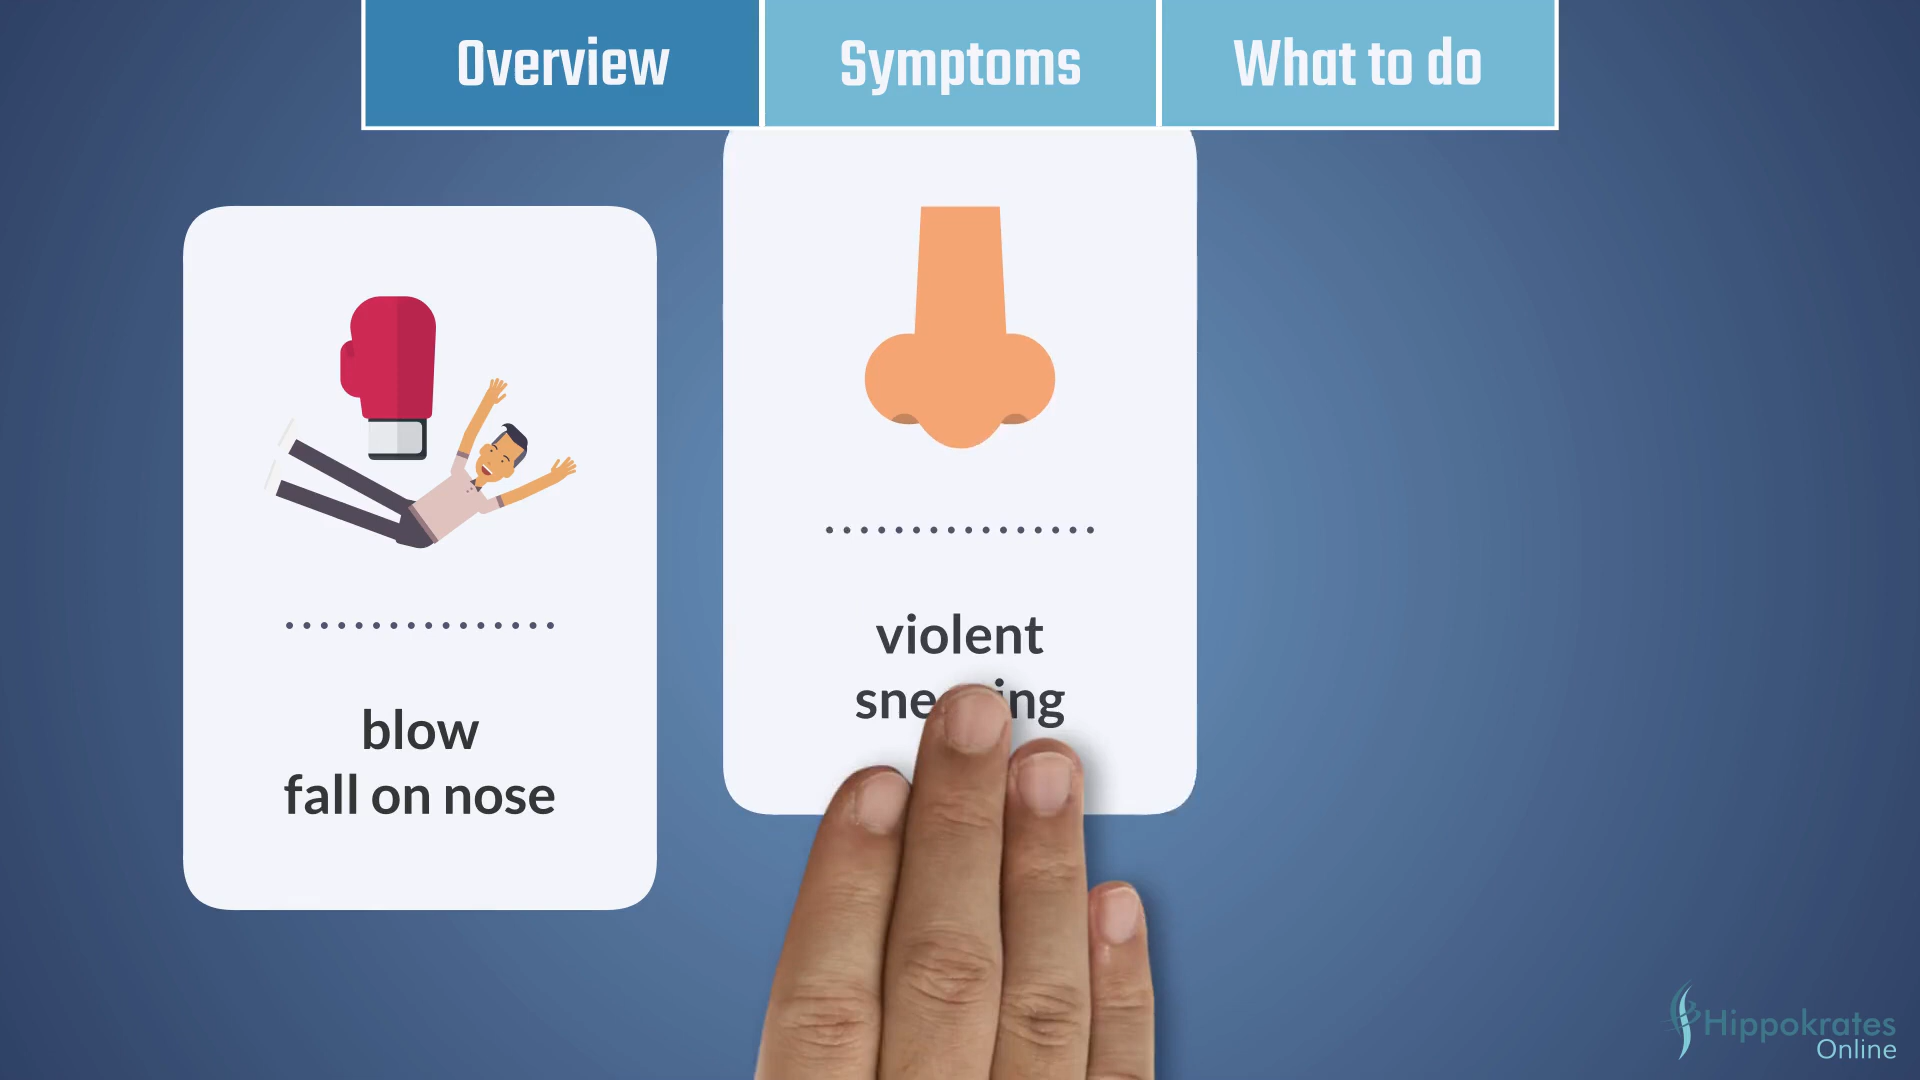 Overview
Symptoms
What to do
blow
fall on nose
violent
Hippokrates
Online